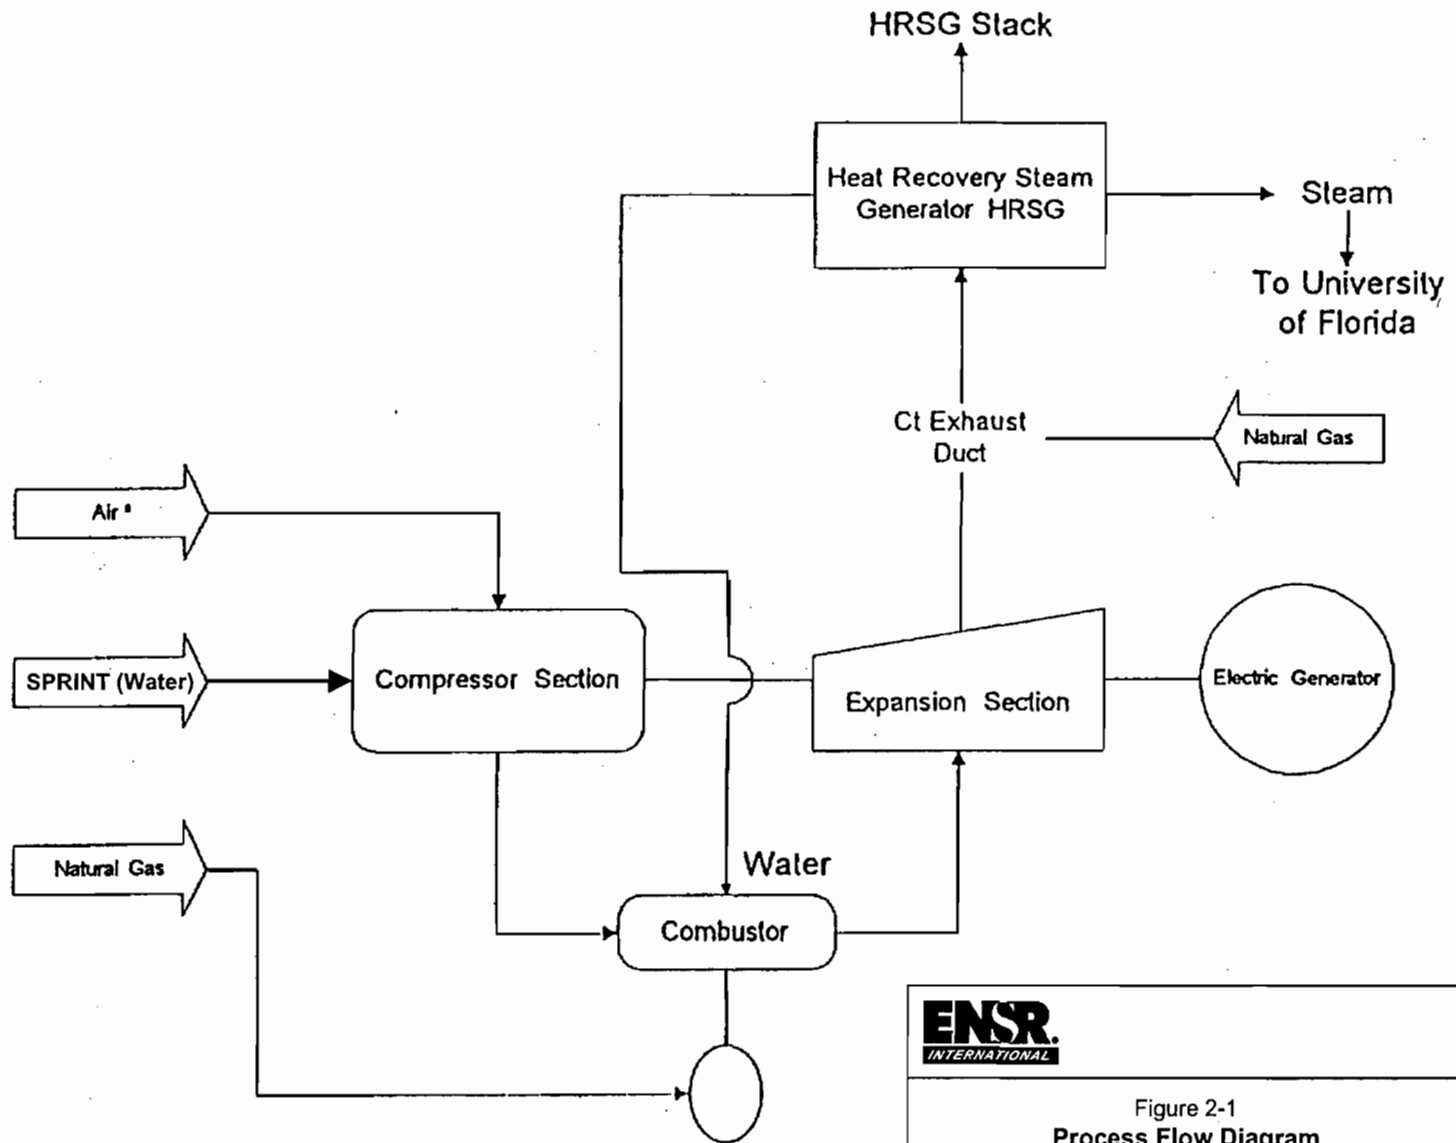 HRSG Stack
Heat Recovery Steam
Generator HRSG
Steam
To University
of Florida
Ct Exhaust
Duct
Natural Gas
Air *
SPRINT (Water)
Compressor Section
Expansion Section
Electric Generator
Natural Gas
Water
Combustor
ENSR.
INTERNATIONAL
Figure 2-1
Process Flow Diagram